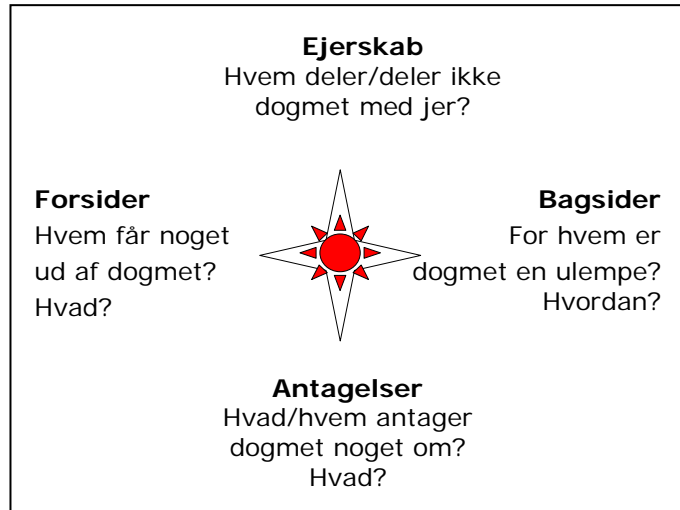 Ejerskab
Hvem deler/deler ikke
dogmet med jer?
Forsider
Hvem får noget
ud af dogmet?
Hvad?
Bagsider
For hvem er
dogmet en ulempe?
Hvordan?
Antagelser
Hvad/hvem antager
dogmet noget om?
Hvad?